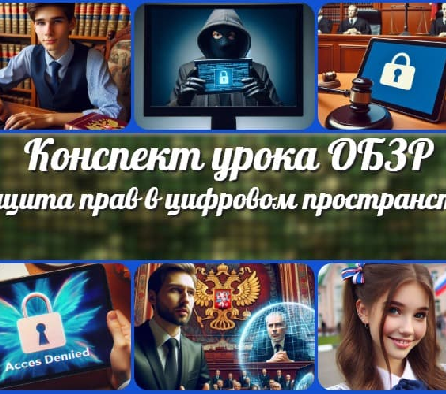 Конспект урока ОБЗР
щита прав в цифровом пространст
Acces Denied